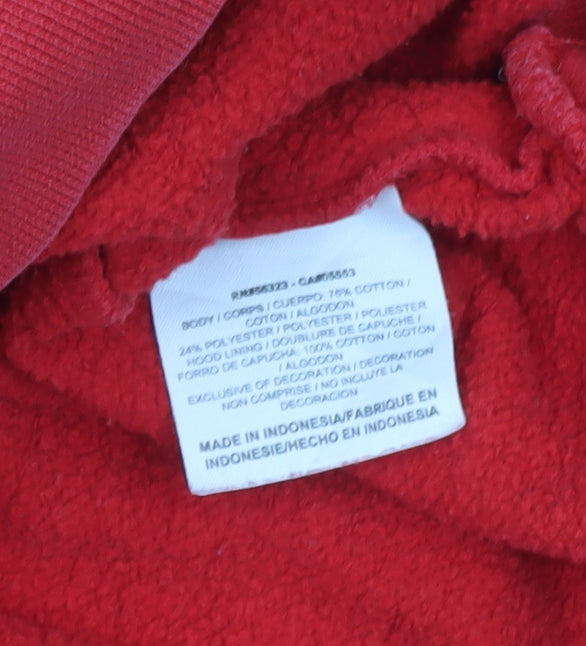 RN#56323 - CA#05553
BODY / CORPS / CUERPO: 76% COTTON /
COTON / ALGODON
24% POLYESTER / POLYESTER / POLIESTER
HOOD LINING / DOUBLURE DE CAPUCHE /
FORRO DE CAPUCHA: 100% COTTON / COTON
/ ALGODON
EXCLUSIVE OF DECORATION / DECORATION
NON COMPRISE / NO INCLUYE LA
DECORACION
MADE IN INDONESIA/FABRIQUE EN
INDONESIE/HECHO EN INDONESIA